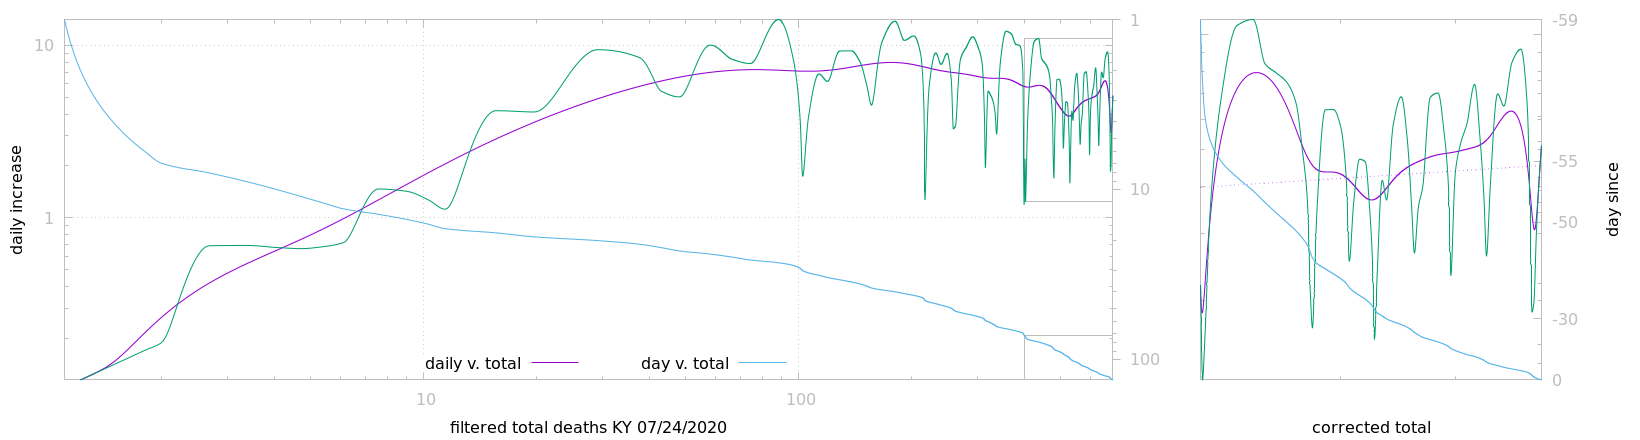 10
1
daily increase
daily v. total
day v. total
10
100
filtered total deaths KY 07/24/2020
1
10
100
-59
-55
-50
-30
0
day since
corrected total